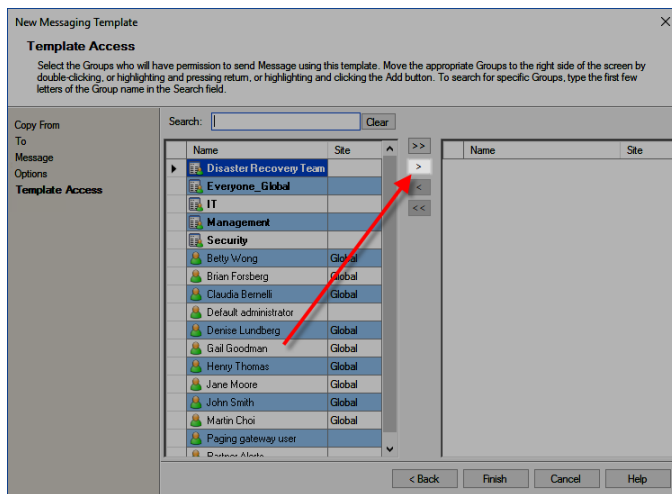 New Messaging Template
Template Access
Select the Groups who will have permission to send Message using this template. Move the appropriate Groups to the right side of the screen by
double-clicking, or highlighting and pressing return, or highlighting and clicking the Add button. To search for specific Groups, type the first few
letters of the Group name in the Search field.
Copy From
To
Message
Options
Template Access
Search:
Clear
Name Site
Disaster Recovery Team
Everyone_Global
IT
Management
Security
Betty Wong Global
Brian Forsberg Global
Claudia Bernelli Global
Default administrator
Denise Lundberg Global
Gail Goodman Global
Henry Thomas Global
Jane Moore Global
John Smith Global
Martin Choi Global
Paging gateway user
Partner Alerts
>>
>
<
<<
Name Site
< Back Finish Cancel Help